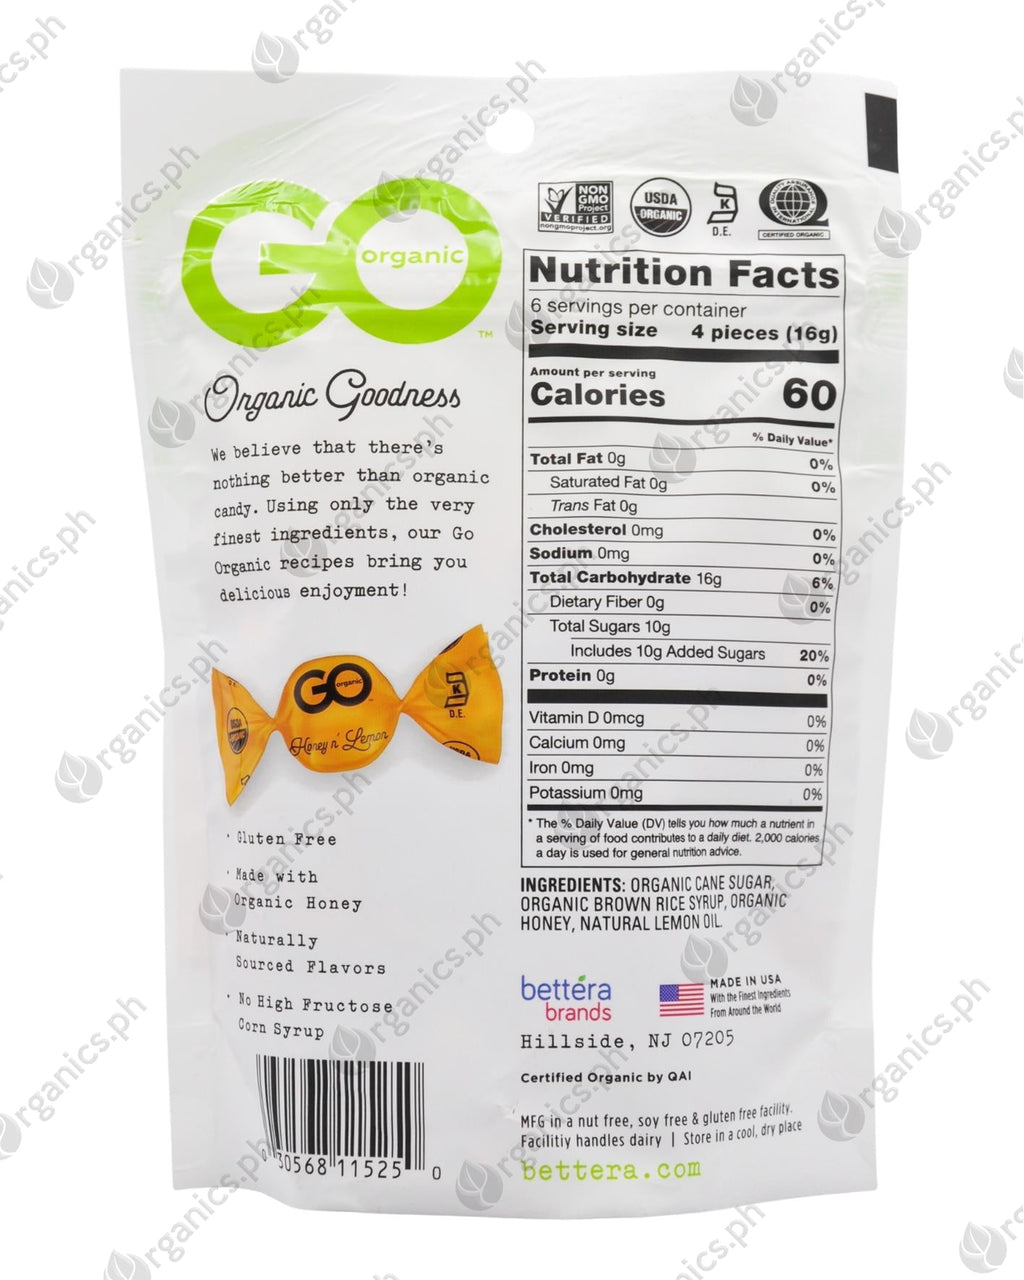 GO
organic
™
Organic Goodness
We believe that there's
nothing better than organic
candy. Using only the very
finest ingredients, our Go
Organic recipes bring you
delicious enjoyment!
GO
organic
Honey n' Lemon
USDA
ORGANIC
K
D.E.
USDA
· Gluten Free
· Made with
Organic Honey
· Naturally
Sourced Flavors
· No High Fructose
Corn Syrup
0 30568 11525 0
NON
GMO
Project
VERIFIED
nongmoproject.org
USDA
ORGANIC
K
D.E.
QUALITY ASSURANCE
INTERNATIONAL
CERTIFIED ORGANIC
Nutrition Facts
6 servings per container
Serving size 4 pieces (16g)
Amount per serving
Calories 60
% Daily Value*
Total Fat 0g 0%
Saturated Fat 0g 0%
Trans Fat 0g
Cholesterol 0mg 0%
Sodium 0mg 0%
Total Carbohydrate 16g 6%
Dietary Fiber 0g 0%
Total Sugars 10g
Includes 10g Added Sugars 20%
Protein 0g 0%
Vitamin D 0mcg 0%
Calcium 0mg 0%
Iron 0mg 0%
Potassium 0mg 0%
* The % Daily Value (DV) tells you how much a nutrient in
a serving of food contributes to a daily diet. 2,000 calories
a day is used for general nutrition advice.
INGREDIENTS: ORGANIC CANE SUGAR,
ORGANIC BROWN RICE SYRUP, ORGANIC
HONEY, NATURAL LEMON OIL.
bettera
brands
MADE IN USA
With the Finest Ingredients
From Around the World
Hillside, NJ 07205
Certified Organic by QAI
MFG in a nut free, soy free & gluten free facility.
Facilitiy handles dairy | Store in a cool, dry place
bettera.com
Organics.ph